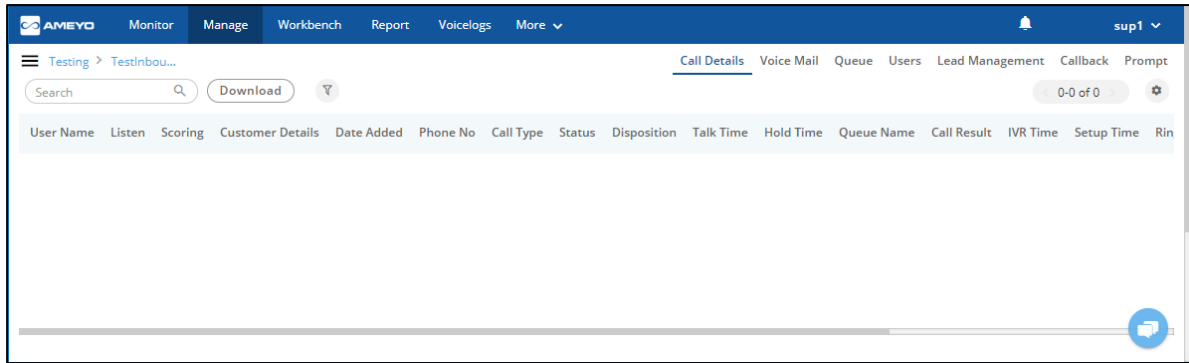 AMEYO Monitor Manage Workbench Report Voicelogs More sup1
Testing > TestInbou... Call Details Voice Mail Queue Users Lead Management Callback Prompt
Search Download 0-0 of 0
User Name Listen Scoring Customer Details Date Added Phone No Call Type Status Disposition Talk Time Hold Time Queue Name Call Result IVR Time Setup Time Rin